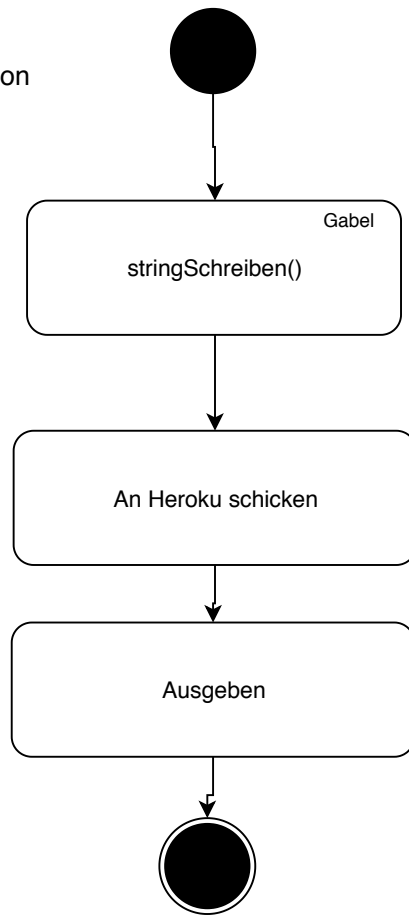 on
Gabel
stringSchreiben()
An Heroku schicken
Ausgeben